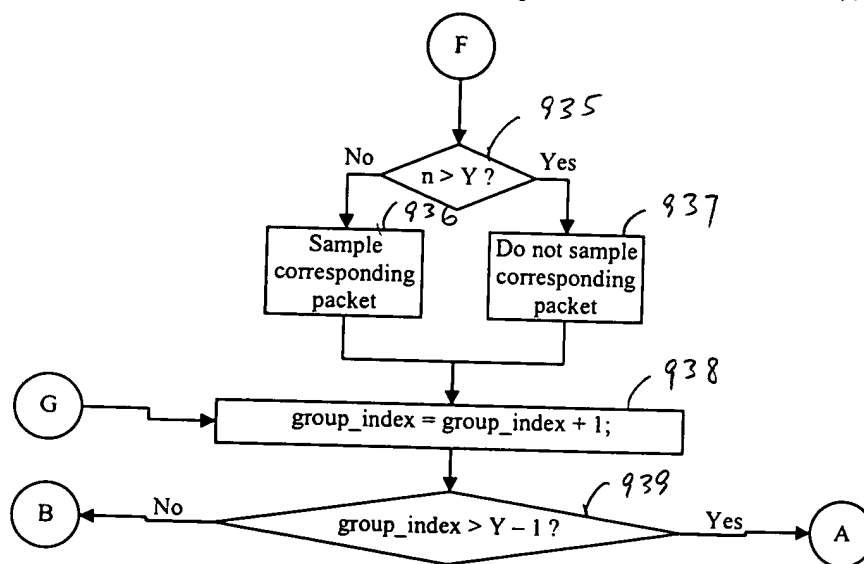 F
935
No
n > Y ?
Yes
936
937
Sample
corresponding
packet
Do not sample
corresponding
packet
938
G
group_index = group_index + 1;
939
B
No
group_index > Y – 1 ?
Yes
A